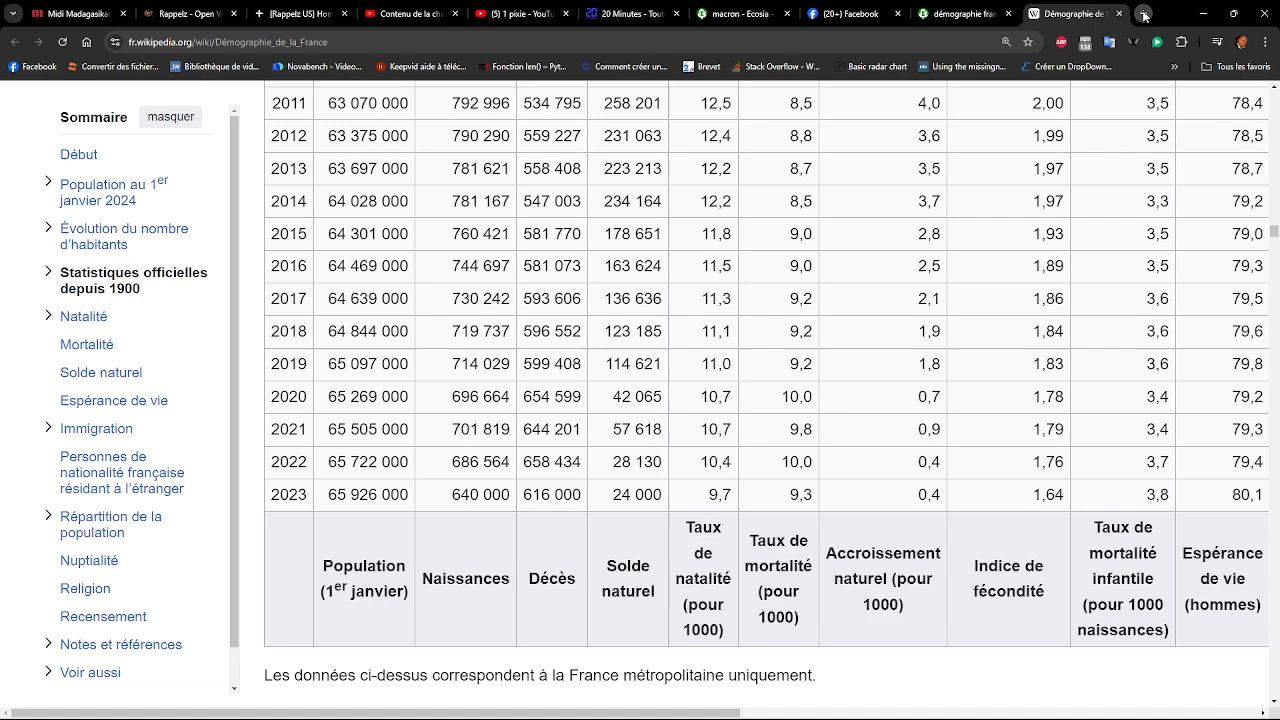 Midi Madagasikar
Rappelz - Open V
[Rappelz US] Hom
Contenu de la ch
(5) 1 pixie - YouTu
20 Minutes - Tout
macron - Ecosia -
(20+) Facebook
démographie fran
Démographie de
fr.wikipedia.org/wiki/Démographie_de_la_France
124
Facebook
Convertir des fichier...
Bibliothèque de vid...
Novabench - Video...
Keepvid aide à téléc...
Fonction len() – Pyt...
Comment créer un...
Brevet
Stack Overflow - W...
Basic radar chart
Using the missingn...
Créer un DropDown...
Tous les favoris
Sommaire
masquer
Début
Population au 1er
janvier 2024
Évolution du nombre
d'habitants
Statistiques officielles
depuis 1900
Natalité
Mortalité
Solde naturel
Espérance de vie
Immigration
Personnes de
nationalité française
résidant à l'étranger
Répartition de la
population
Nuptialité
Religion
Recensement
Notes et références
Voir aussi
2011 63 070 000 792 996 534 795 258 201 12,5 8,5 4,0 2,00 3,5 78,4
2012 63 375 000 790 290 559 227 231 063 12,4 8,8 3,6 1,99 3,5 78,5
2013 63 697 000 781 621 558 408 223 213 12,2 8,7 3,5 1,97 3,5 78,7
2014 64 028 000 781 167 547 003 234 164 12,2 8,5 3,7 1,97 3,3 79,2
2015 64 301 000 760 421 581 770 178 651 11,8 9,0 2,8 1,93 3,5 79,0
2016 64 469 000 744 697 581 073 163 624 11,5 9,0 2,5 1,89 3,5 79,3
2017 64 639 000 730 242 593 606 136 636 11,3 9,2 2,1 1,86 3,6 79,5
2018 64 844 000 719 737 596 552 123 185 11,1 9,2 1,9 1,84 3,6 79,6
2019 65 097 000 714 029 599 408 114 621 11,0 9,2 1,8 1,83 3,6 79,8
2020 65 269 000 696 664 654 599 42 065 10,7 10,0 0,7 1,78 3,4 79,2
2021 65 505 000 701 819 644 201 57 618 10,7 9,8 0,9 1,79 3,4 79,3
2022 65 722 000 686 564 658 434 28 130 10,4 10,0 0,4 1,76 3,7 79,4
2023 65 926 000 640 000 616 000 24 000 9,7 9,3 0,4 1,64 3,8 80,1
Population
(1er janvier)
Naissances
Décès
Solde
naturel
Taux
de
natalité
(pour
1000)
Taux de
mortalité
(pour
1000)
Accroissement
naturel (pour
1000)
Indice de
fécondité
Taux de
mortalité
infantile
(pour 1000
naissances)
Espérance
de vie
(hommes)
Les données ci-dessus correspondent à la France métropolitaine uniquement.